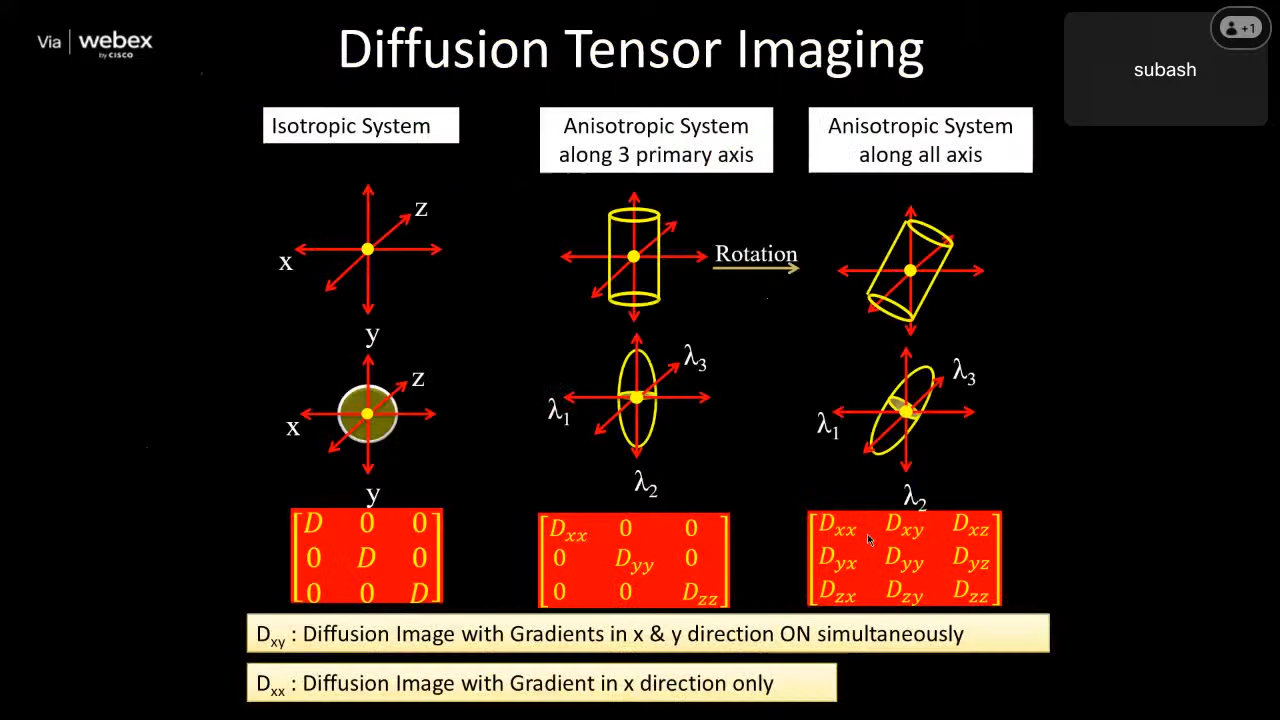 Via webex
by CISCO
Diffusion Tensor Imaging
+1
subash
Isotropic System
Anisotropic System
along 3 primary axis
Anisotropic System
along all axis
z
x
y
Rotation
z
x
y
λ3
λ1
λ2
λ3
λ1
λ2
D 0 0
0 D 0
0 0 D
Dxx 0 0
0 Dyy 0
0 0 Dzz
Dxx Dxy Dxz
Dyx Dyy Dyz
Dzx Dzy Dzz
Dxy : Diffusion Image with Gradients in x & y direction ON simultaneously
Dxx : Diffusion Image with Gradient in x direction only